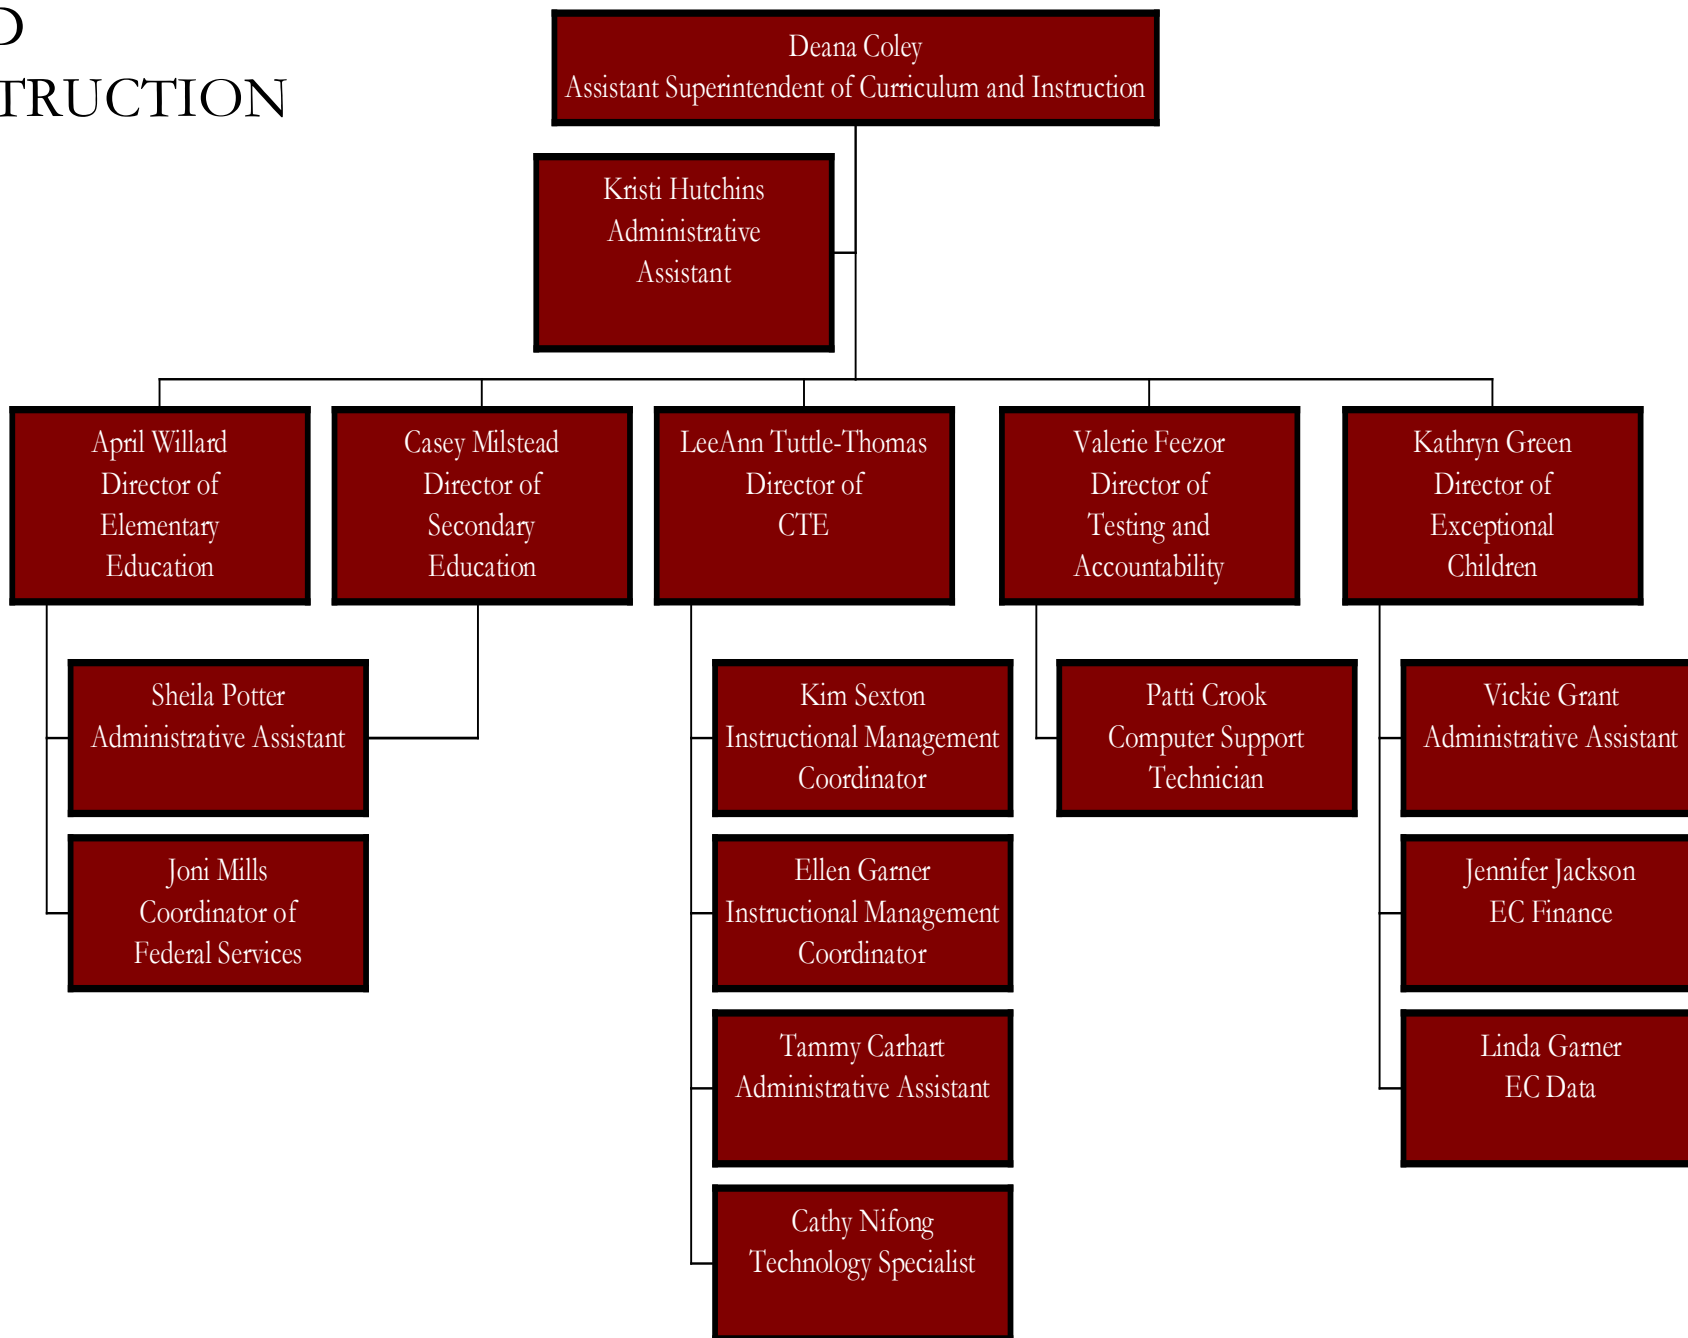 D
TRUCTION
Deana Coley
Assistant Superintendent of Curriculum and Instruction
Kristi Hutchins
Administrative
Assistant
April Willard
Director of
Elementary
Education
Casey Milstead
Director of
Secondary
Education
LeeAnn Tuttle-Thomas
Director of
CTE
Valerie Feezor
Director of
Testing and
Accountability
Kathryn Green
Director of
Exceptional
Children
Sheila Potter
Administrative Assistant
Joni Mills
Coordinator of
Federal Services
Kim Sexton
Instructional Management
Coordinator
Ellen Garner
Instructional Management
Coordinator
Tammy Carhart
Administrative Assistant
Cathy Nifong
Technology Specialist
Patti Crook
Computer Support
Technician
Vickie Grant
Administrative Assistant
Jennifer Jackson
EC Finance
Linda Garner
EC Data